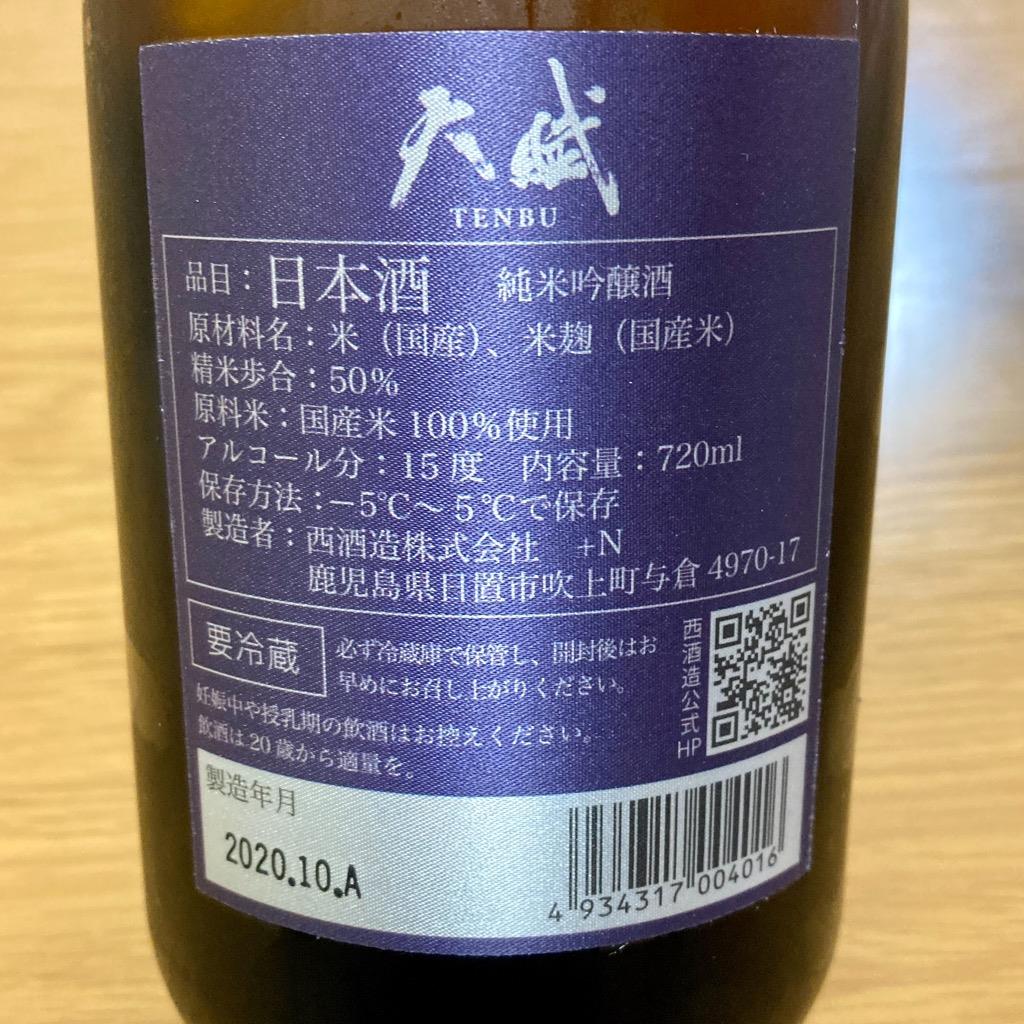 天賦
TENBU
品目：日本酒 純米吟醸酒
原材料名：米（国産）、米麹（国産米）
精米歩合：50%
原料米：国産米100%使用
アルコール分：15度 内容量：720ml
保存方法：−5℃〜5℃で保存
製造者：西酒造株式会社 +N
鹿児島県日置市吹上町与倉4970-17
要冷蔵
必ず冷蔵庫で保管し、開封後はお
早めにお召し上がりください。
妊娠中や授乳期の飲酒はお控えください。
飲酒は20歳から適量を。
西酒造公式HP
製造年月
2020.10.A
4 934317 004016